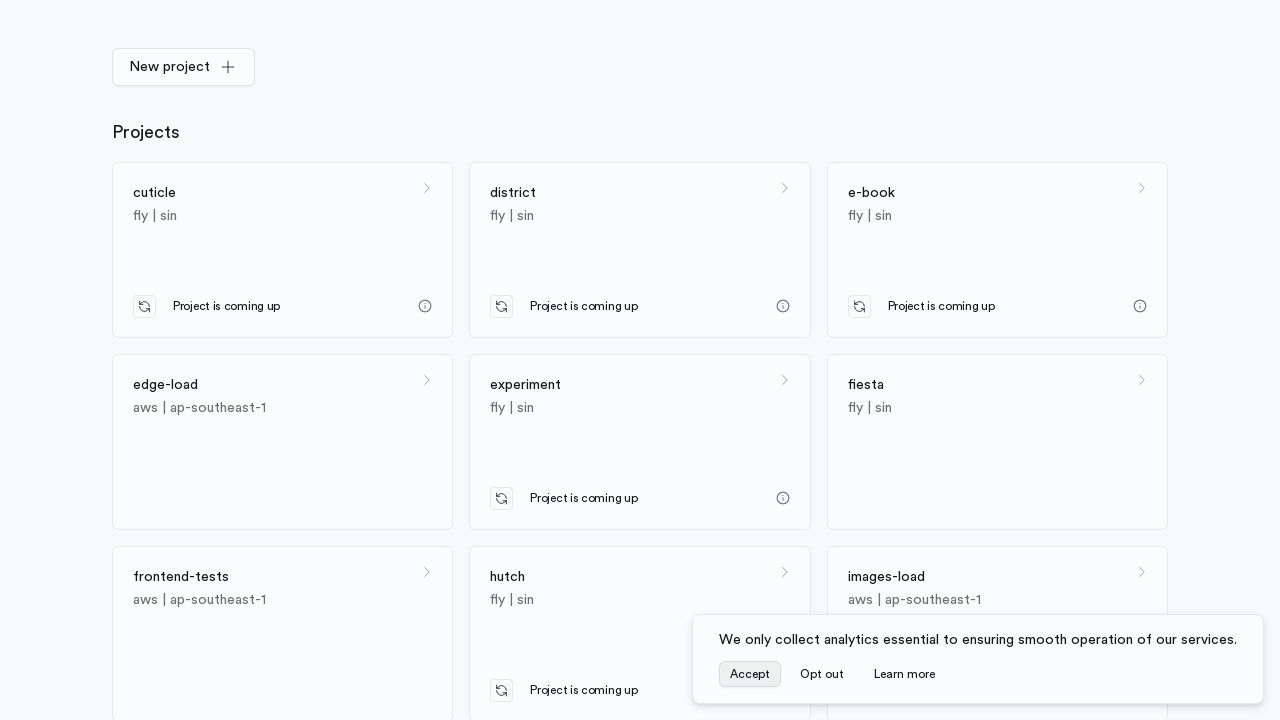 New project
Projects
cuticle
fly | sin
Project is coming up
district
fly | sin
Project is coming up
e-book
fly | sin
Project is coming up
edge-load
aws | ap-southeast-1
experiment
fly | sin
Project is coming up
fiesta
fly | sin
frontend-tests
aws | ap-southeast-1
hutch
fly | sin
Project is coming up
images-load
aws | ap-southeast-1
We only collect analytics essential to ensuring smooth operation of our services.
Accept
Opt out
Learn more